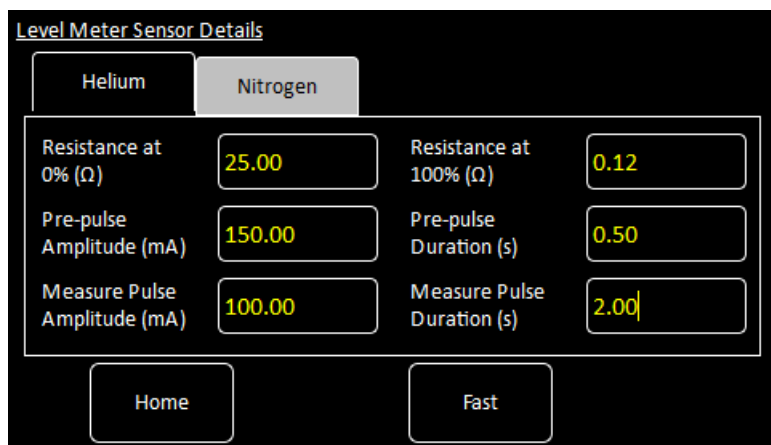 Level Meter Sensor Details
Helium
Nitrogen
Resistance at
0% (Ω)
25.00
Resistance at
100% (Ω)
0.12
Pre-pulse
Amplitude (mA)
150.00
Pre-pulse
Duration (s)
0.50
Measure Pulse
Amplitude (mA)
100.00
Measure Pulse
Duration (s)
2.00
Home
Fast